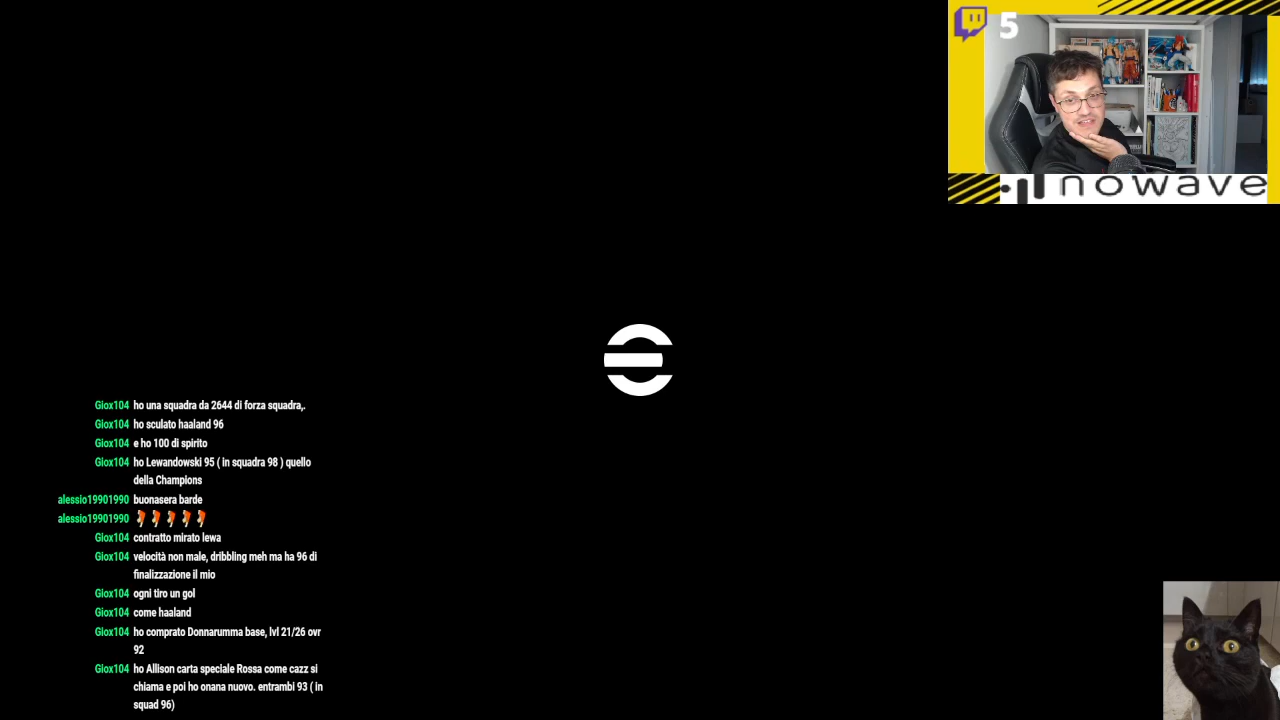 5
nowave
Giox104 ho una squadra da 2644 di forza squadra,.
Giox104 ho sculato haaland 96
Giox104 e ho 100 di spirito
Giox104 ho Lewandowski 95 ( in squadra 98 ) quello
della Champions
alessio19901990 buonasera barde
alessio19901990
Giox104 contratto mirato lewa
Giox104 velocità non male, dribbling meh ma ha 96 di
finalizzazione il mio
Giox104 ogni tiro un gol
Giox104 come haaland
Giox104 ho comprato Donnarumma base, lvl 21/26 ovr
92
Giox104 ho Allison carta speciale Rossa come cazz si
chiama e poi ho onana nuovo. entrambi 93 ( in
squad 96)